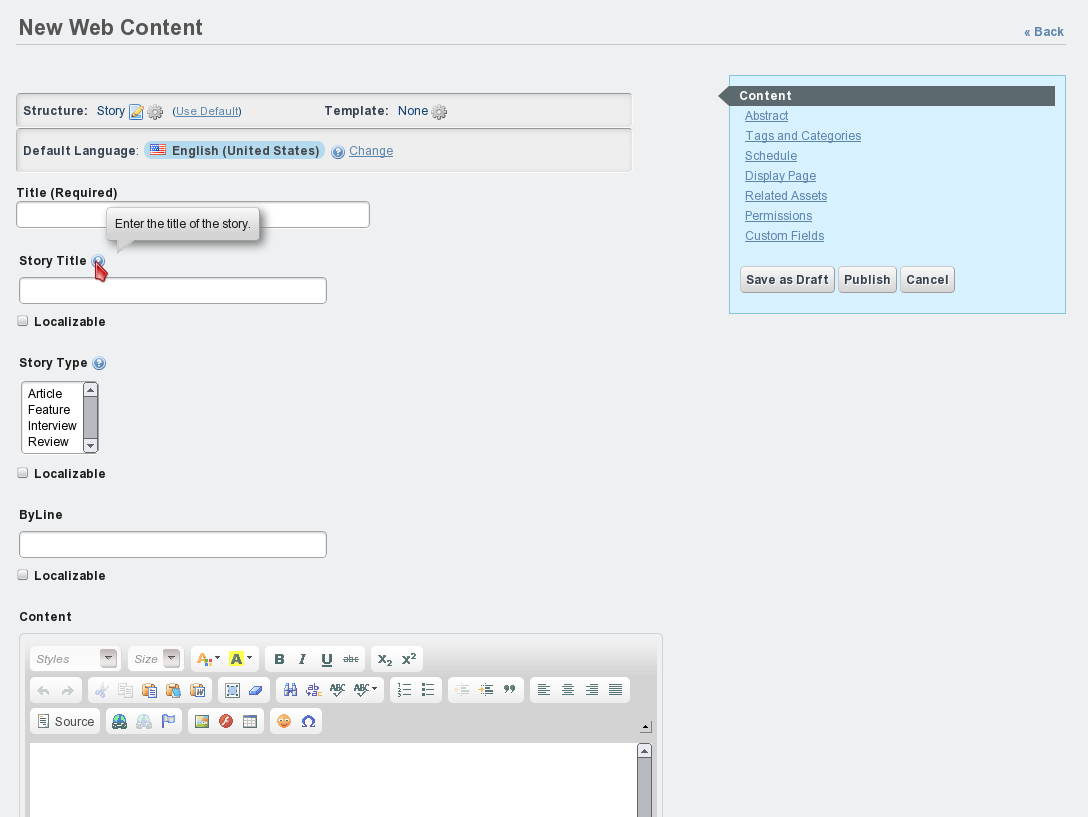 New Web Content
« Back
Structure: Story (Use Default) Template: None
Default Language: English (United States) Change
Title (Required)
Enter the title of the story.
Story Title
Localizable
Story Type
Article
Feature
Interview
Review
Localizable
ByLine
Localizable
Content
Styles Size A A B I U abc X₂ X²
W ab ABC ABC
Source
Content
Abstract
Tags and Categories
Schedule
Display Page
Related Assets
Permissions
Custom Fields
Save as Draft Publish Cancel